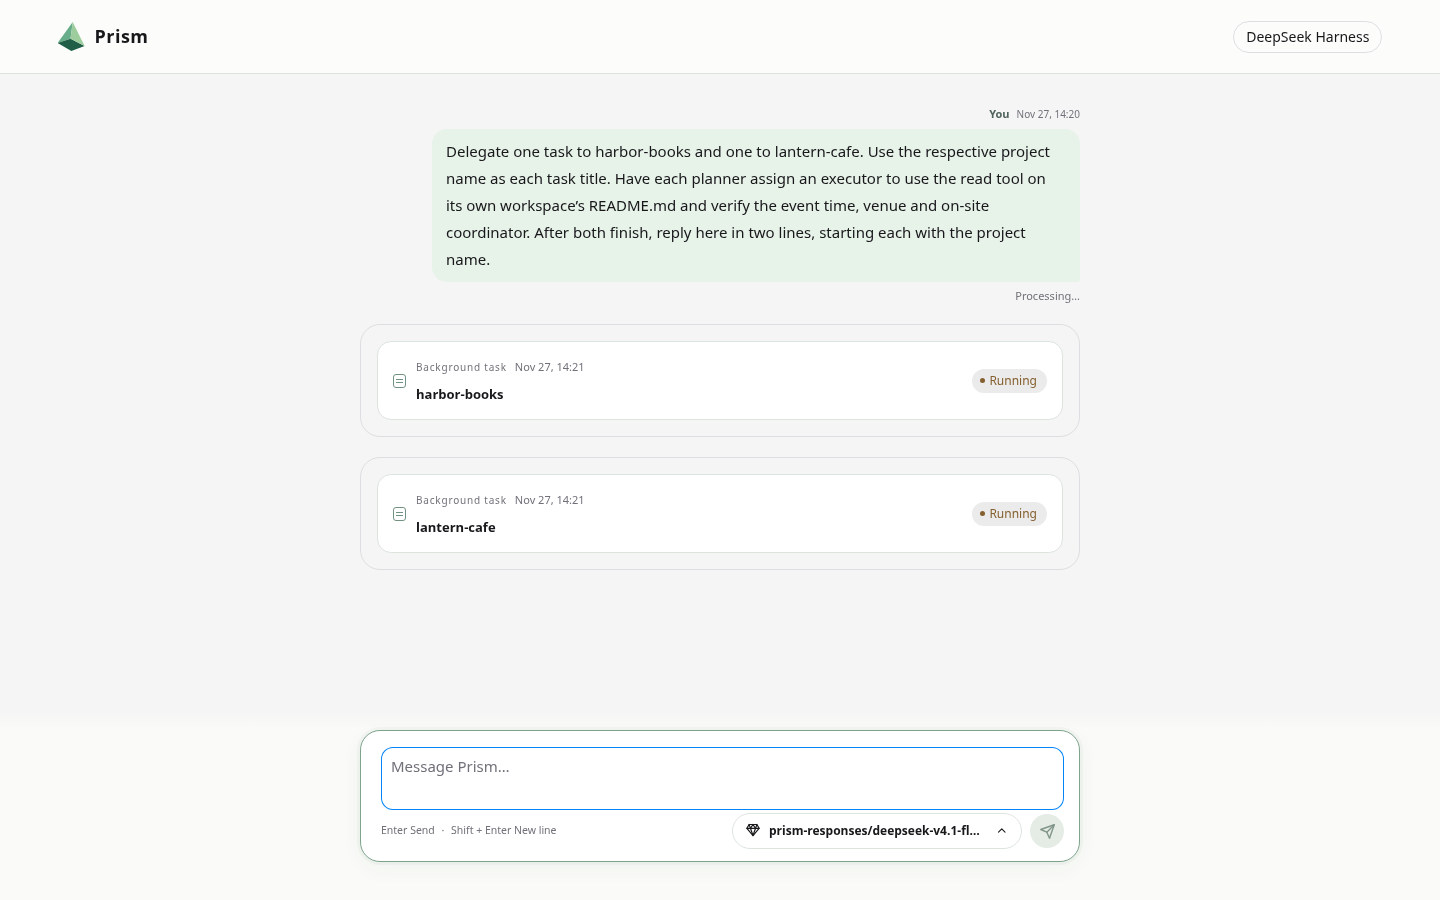 Prism
DeepSeek Harness
You Nov 27, 14:20
Delegate one task to harbor-books and one to lantern-cafe. Use the respective project
name as each task title. Have each planner assign an executor to use the read tool on
its own workspace’s README.md and verify the event time, venue and on-site
coordinator. After both finish, reply here in two lines, starting each with the project
name.
Processing…
Background task Nov 27, 14:21
harbor-books
Running
Background task Nov 27, 14:21
lantern-cafe
Running
Message Prism…
Enter Send · Shift + Enter New line
prism-responses/deepseek-v4.1-fl…